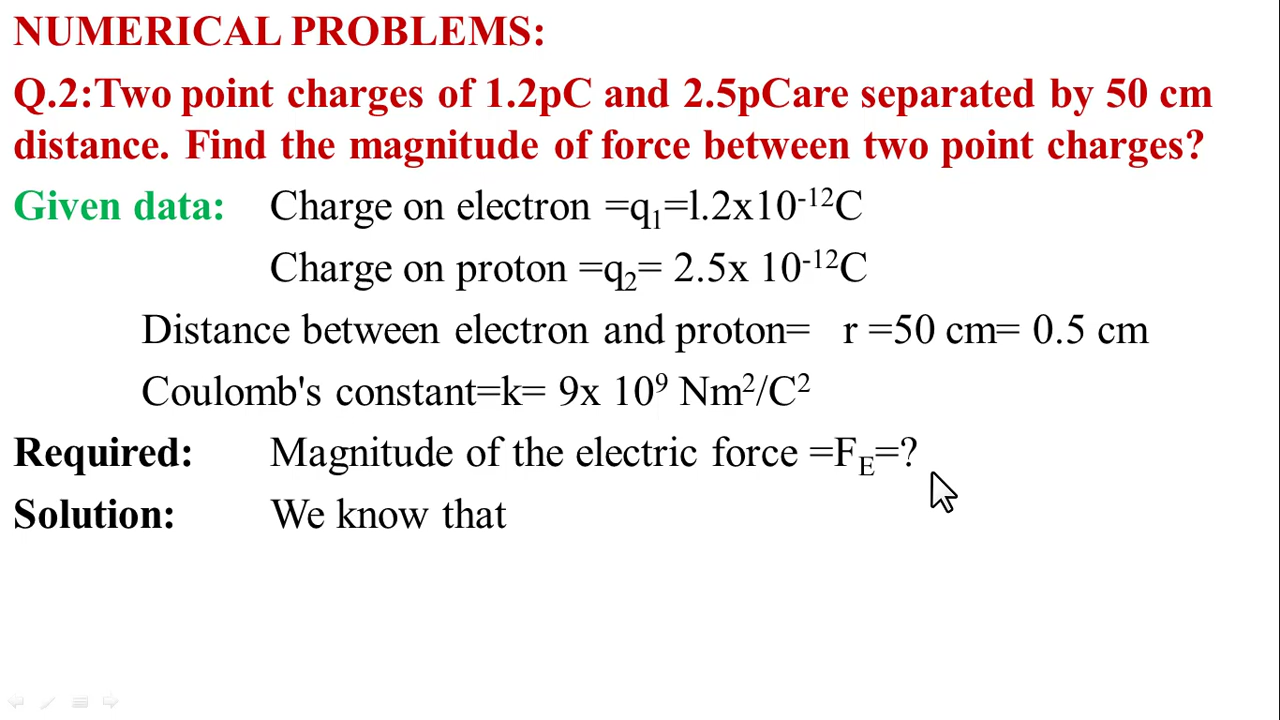 NUMERICAL PROBLEMS:
Q.2:Two point charges of 1.2pC and 2.5pCare separated by 50 cm
distance. Find the magnitude of force between two point charges?
Given data: Charge on electron =q₁=l.2x10⁻¹²C
Charge on proton =q₂= 2.5x 10⁻¹²C
Distance between electron and proton= r =50 cm= 0.5 cm
Coulomb's constant=k= 9x 10⁹ Nm²/C²
Required: Magnitude of the electric force =F_E=?
Solution: We know that